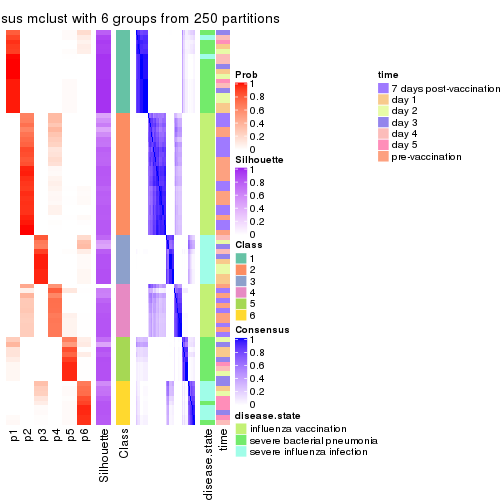 sus mclust with 6 groups from 250 partitions
Prob
1
0.8
0.6
0.4
0.2
0
Silhouette
1
0.8
0.6
0.4
0.2
0
Class
1
2
3
4
5
6
Consensus
1
0.8
0.6
0.4
0.2
0
disease.state
influenza vaccination
severe bacterial pneumonia
severe influenza infection
time
7 days post-vaccination
day 1
day 2
day 3
day 4
day 5
pre-vaccination
p1
p2
p3
p4
p5
p6
Silhouette
Class
disease.state
time